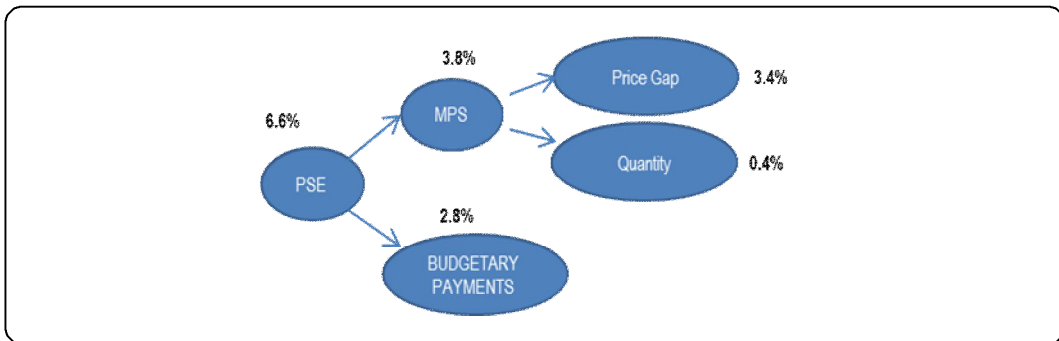 3.8%
Price Gap
3.4%
MPS
6.6%
Quantity
0.4%
PSE
2.8%
BUDGETARY
PAYMENTS